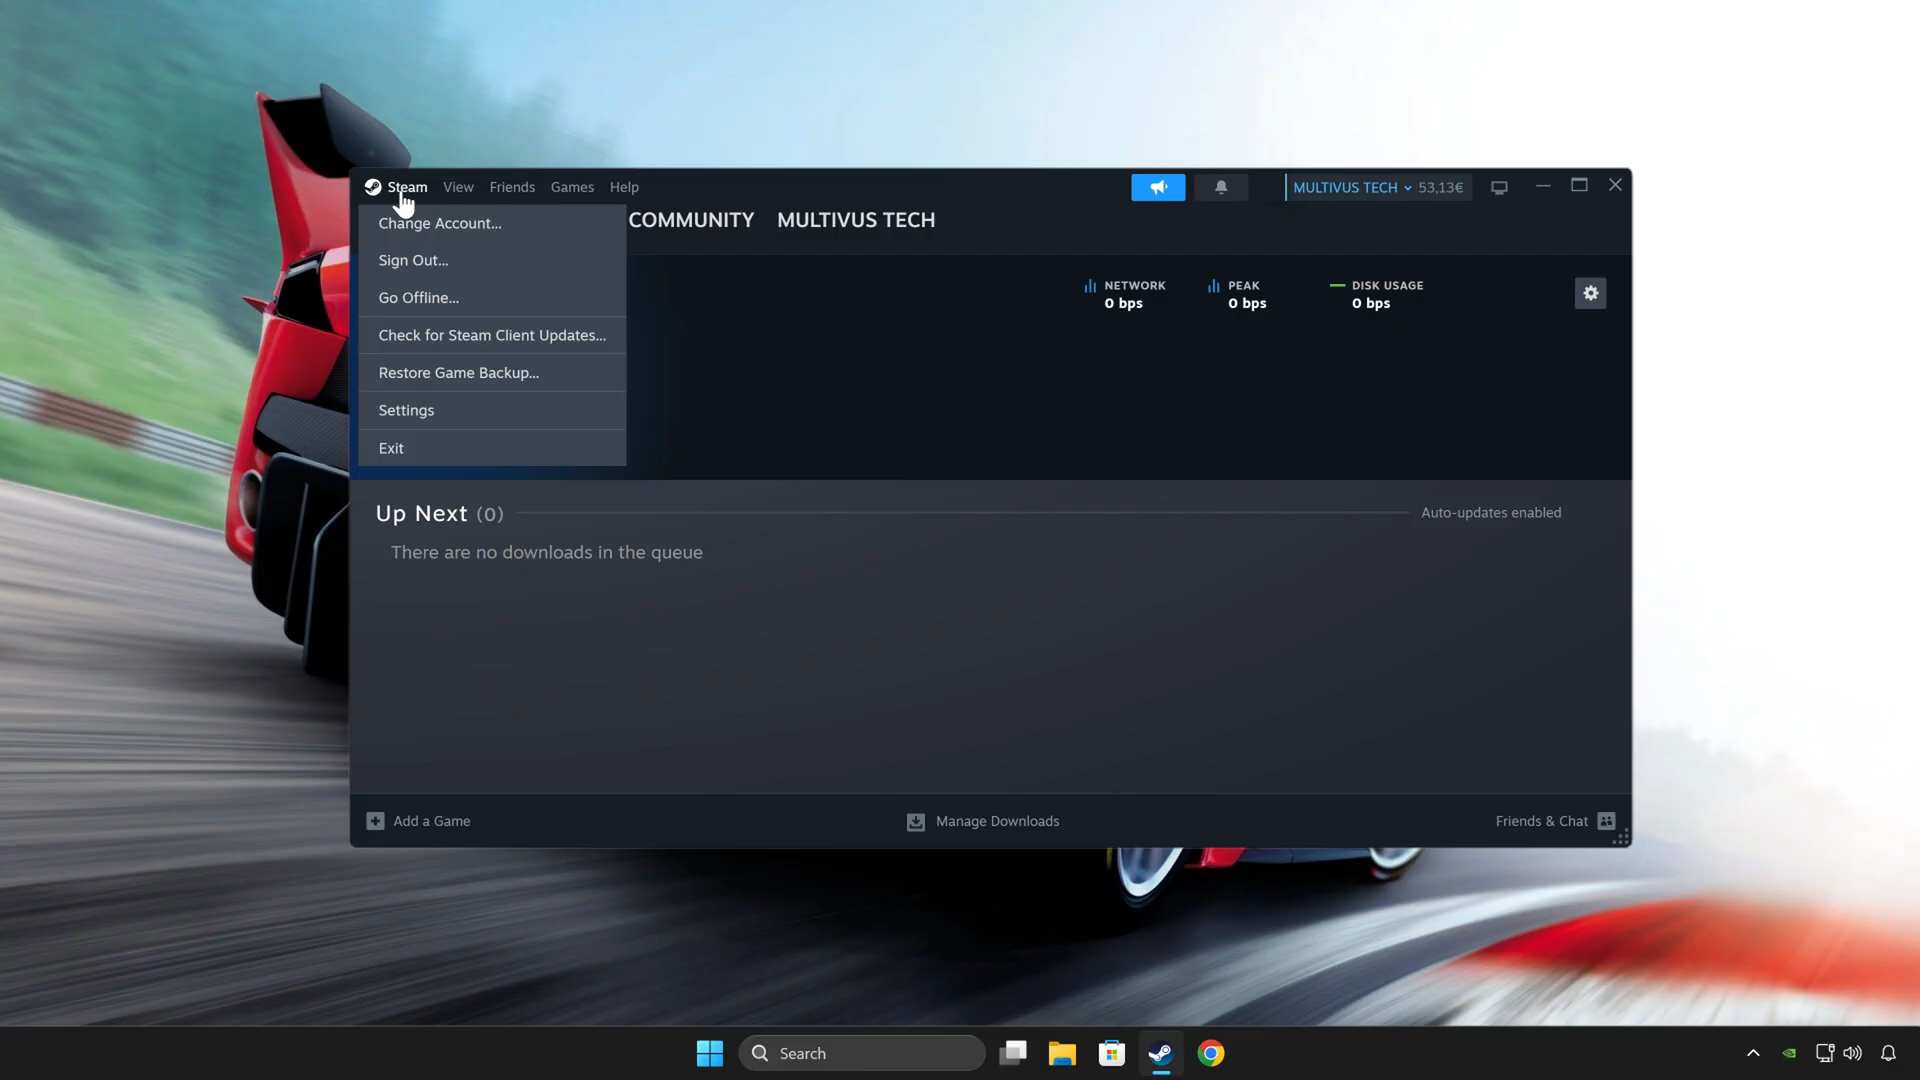 Steam View Friends Games Help
MULTIVUS TECH 53,13€
COMMUNITY MULTIVUS TECH
Change Account...
Sign Out...
Go Offline...
Check for Steam Client Updates...
Restore Game Backup...
Settings
Exit
NETWORK
0 bps
PEAK
0 bps
DISK USAGE
0 bps
Up Next (0)
Auto-updates enabled
There are no downloads in the queue
Add a Game
Manage Downloads
Friends & Chat
Search